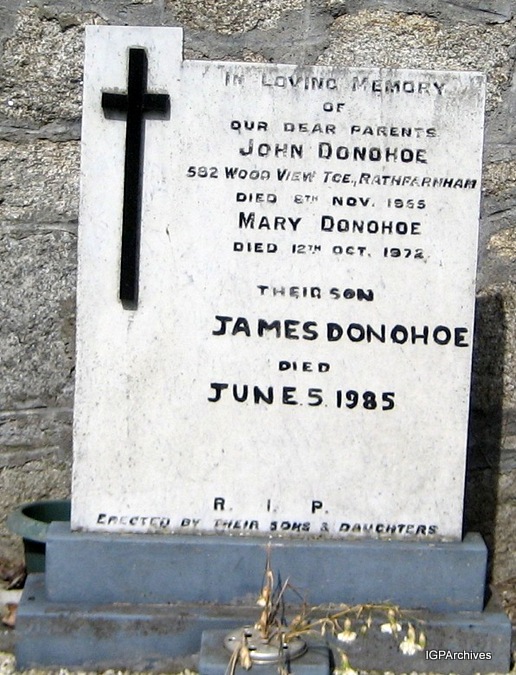 IN LOVING MEMORY
OF
OUR DEAR PARENTS
JOHN DONOHOE
582 WOOD VIEW TCE., RATHFARNHAM
DIED 8TH NOV. 1965
MARY DONOHOE
DIED 12TH OCT. 1972
THEIR SON
JAMES DONOHOE
DIED
JUNE.5.1985
R. I. P.
ERECTED BY THEIR SONS & DAUGHTERS
IGPArchives